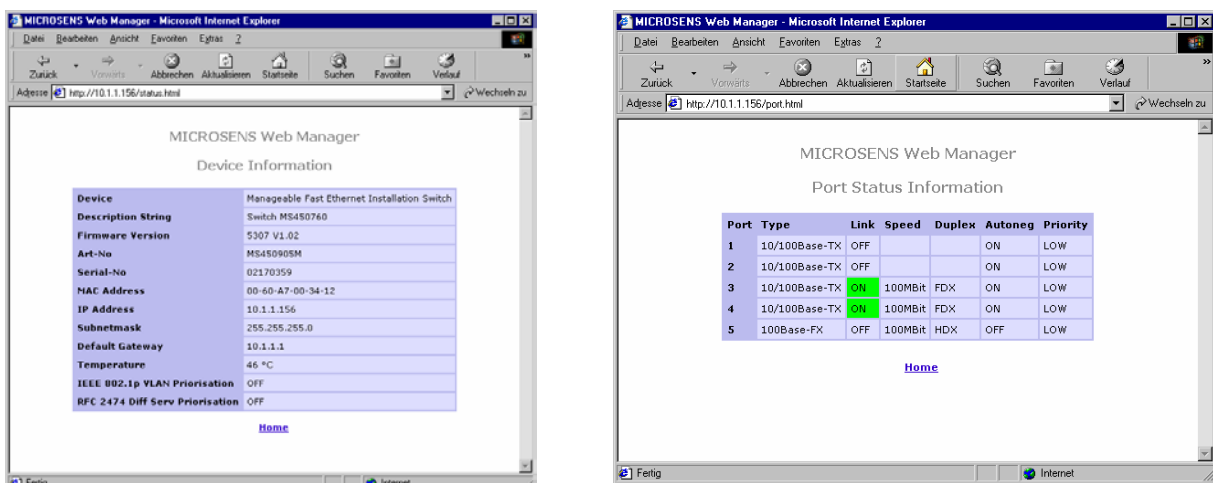 MICROSENS Web Manager - Microsoft Internet Explorer
Datei Bearbeiten Ansicht Favoriten Extras ?
Zurück Vorwärts Abbrechen Aktualisieren Startseite Suchen Favoriten Verlauf »
Adresse http://10.1.1.156/status.html Wechseln zu
MICROSENS Web Manager
Device Information
Device Manageable Fast Ethernet Installation Switch
Description String Switch MS450760
Firmware Version 5307 V1.02
Art-No MS450905M
Serial-No 02170359
MAC Address 00-60-A7-00-34-12
IP Address 10.1.1.156
Subnetmask 255.255.255.0
Default Gateway 10.1.1.1
Temperature 46 °C
IEEE 802.1p VLAN Priorisation OFF
RFC 2474 Diff Serv Priorisation OFF
Home
Fertig Internet
MICROSENS Web Manager - Microsoft Internet Explorer
Datei Bearbeiten Ansicht Favoriten Extras ?
Zurück Vorwärts Abbrechen Aktualisieren Startseite Suchen Favoriten Verlauf »
Adresse http://10.1.1.156/port.html Wechseln zu
MICROSENS Web Manager
Port Status Information
Port Type Link Speed Duplex Autoneg Priority
1 10/100Base-TX OFF ON LOW
2 10/100Base-TX OFF ON LOW
3 10/100Base-TX ON 100MBit FDX ON LOW
4 10/100Base-TX ON 100MBit FDX ON LOW
5 100Base-FX OFF 100MBit HDX OFF LOW
Home
Fertig Internet